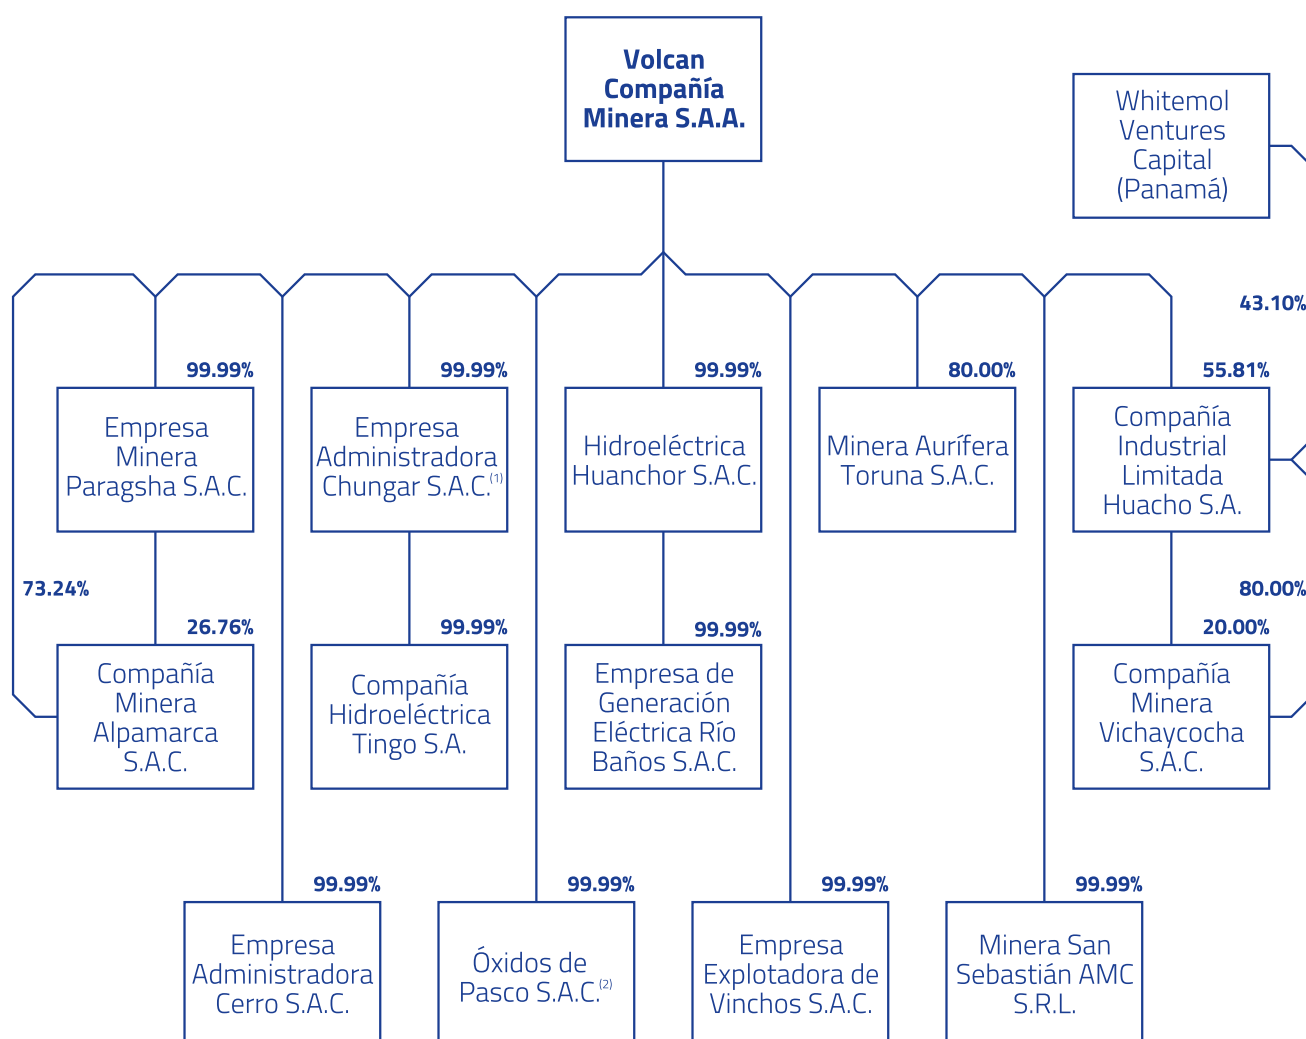 Volcan
Compañía
Minera S.A.A.
Whitemol
Ventures
Capital
(Panamá)
43.10%
99.99%
99.99%
99.99%
80.00%
55.81%
Empresa
Minera
Paragsha S.A.C.
Empresa
Administradora
Chungar S.A.C.(1)
Hidroeléctrica
Huanchor S.A.C.
Minera Aurífera
Toruna S.A.C.
Compañía
Industrial
Limitada
Huacho S.A.
73.24%
80.00%
26.76%
99.99%
99.99%
20.00%
Compañía
Minera
Alpamarca
S.A.C.
Compañía
Hidroeléctrica
Tingo S.A.
Empresa de
Generación
Eléctrica Río
Baños S.A.C.
Compañía
Minera
Vichaycocha
S.A.C.
99.99%
99.99%
99.99%
99.99%
Empresa
Administradora
Cerro S.A.C.
Óxidos de
Pasco S.A.C.(2)
Empresa
Explotadora de
Vinchos S.A.C.
Minera San
Sebastián AMC
S.R.L.